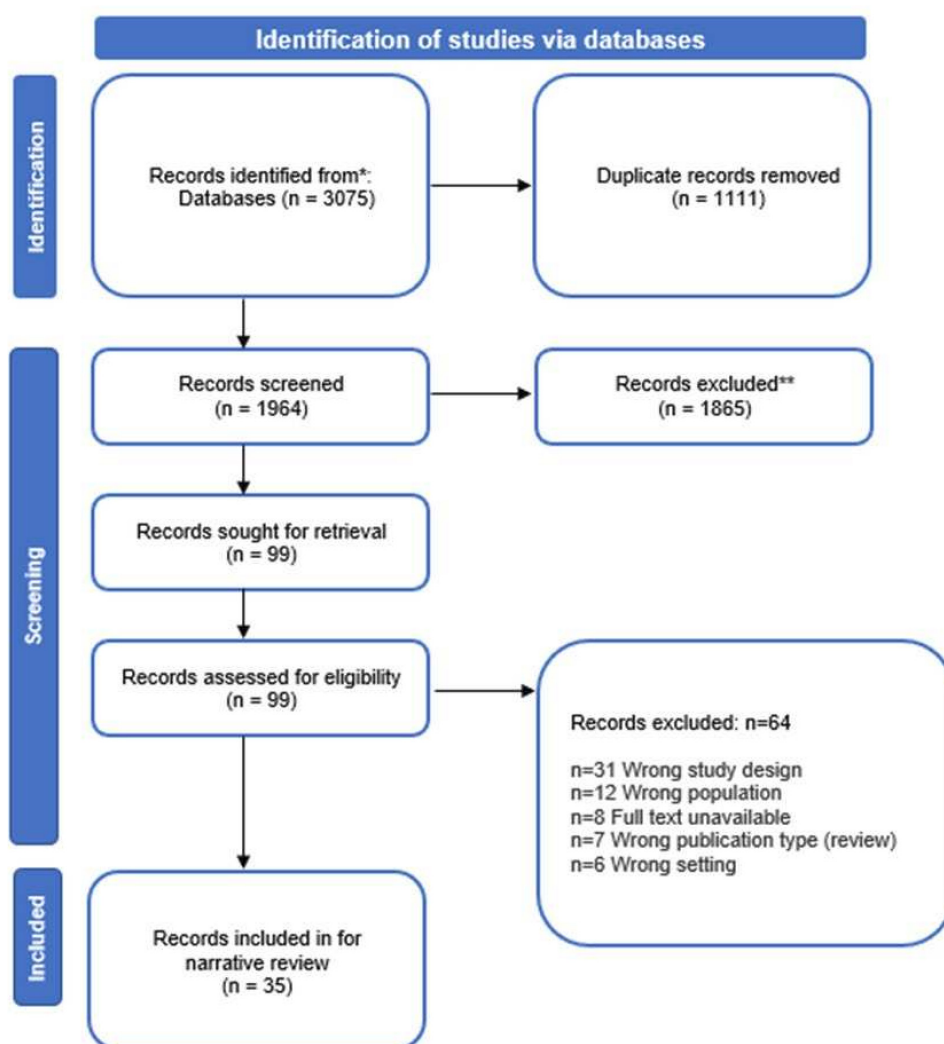 Identification of studies via databases
Identification
Records identified from*:
Databases (n = 3075)
Duplicate records removed
(n = 1111)
Screening
Records screened
(n = 1964)
Records excluded**
(n = 1865)
Records sought for retrieval
(n = 99)
Records assessed for eligibility
(n = 99)
Records excluded: n=64
n=31 Wrong study design
n=12 Wrong population
n=8 Full text unavailable
n=7 Wrong publication type (review)
n=6 Wrong setting
Included
Records included in for
narrative review
(n = 35)